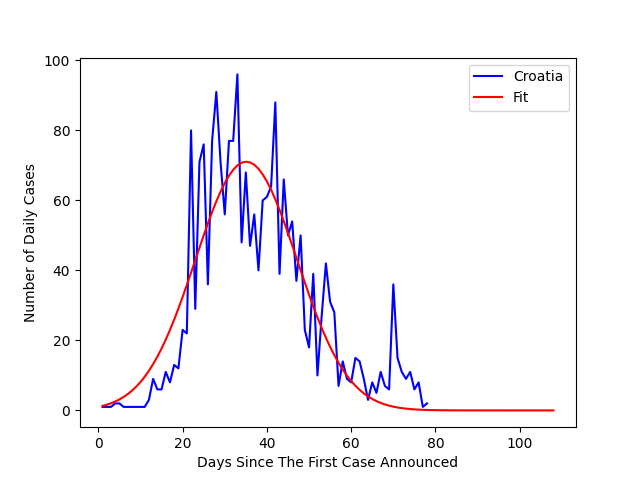 Croatia
Fit
100
80
60
40
20
0
Number of Daily Cases
0 20 40 60 80 100
Days Since The First Case Announced